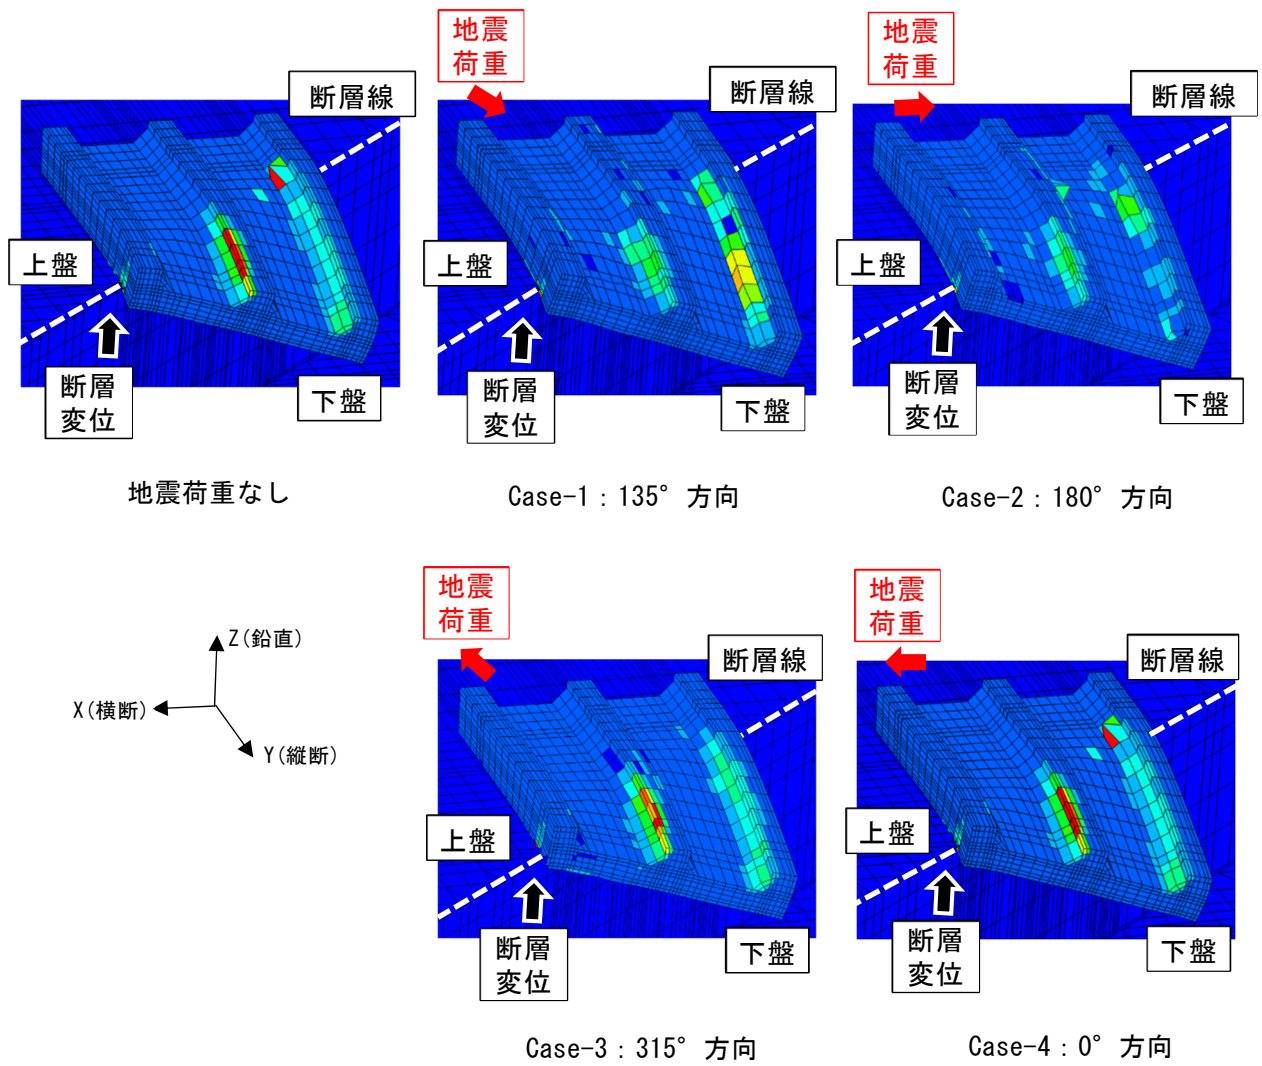 断層線
上盤
断層
変位
下盤
地震荷重なし
地震
荷重
断層線
上盤
断層
変位
下盤
Case-1：135°方向
地震
荷重
断層線
上盤
断層
変位
下盤
Case-2：180°方向
Z(鉛直)
X(横断)
Y(縦断)
地震
荷重
断層線
上盤
断層
変位
下盤
Case-3：315°方向
地震
荷重
断層線
上盤
断層
変位
下盤
Case-4：0°方向